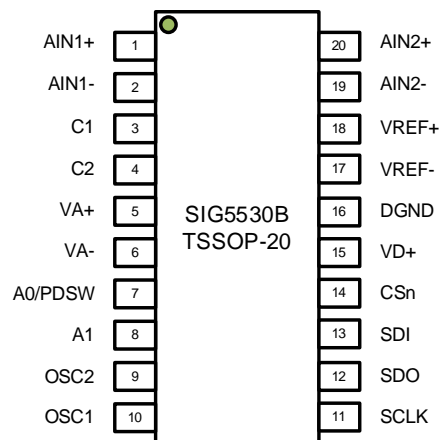 AIN1+ 1 20 AIN2+
AIN1- 2 19 AIN2-
C1 3 18 VREF+
C2 4 17 VREF-
VA+ 5 16 DGND
SIG5530B
VA- 6 15 VD+
TSSOP-20
A0/PDSW 7 14 CSn
A1 8 13 SDI
OSC2 9 12 SDO
OSC1 10 11 SCLK